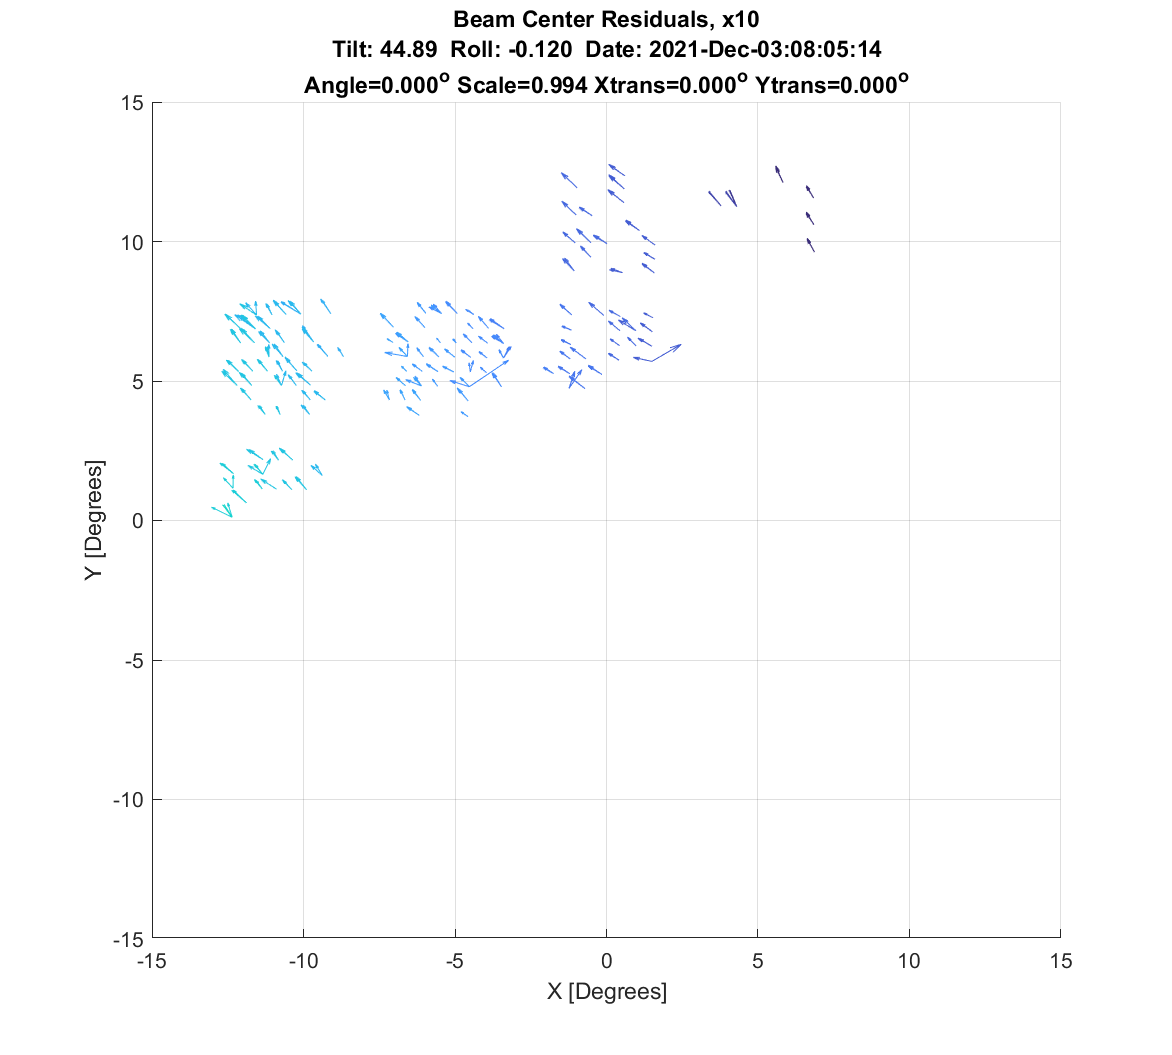 Beam Center Residuals, x10
Tilt: 44.89  Roll: -0.120  Date: 2021-Dec-03:08:05:14
Angle=0.000° Scale=0.994 Xtrans=0.000° Ytrans=0.000°
15
10
5
0
-5
-10
-15
Y [Degrees]
-15 -10 -5 0 5 10 15
X [Degrees]